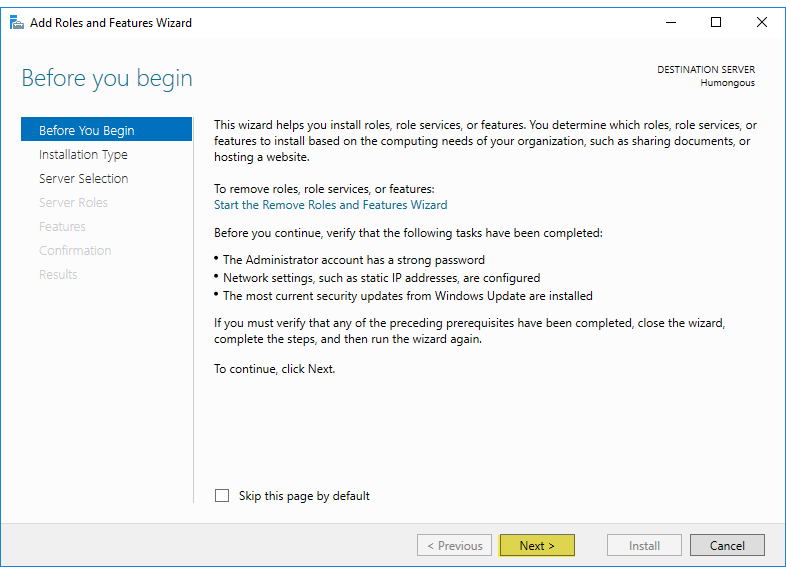 Add Roles and Features Wizard
Before you begin
DESTINATION SERVER
Humongous
Before You Begin
Installation Type
Server Selection
Server Roles
Features
Confirmation
Results
This wizard helps you install roles, role services, or features. You determine which roles, role services, or
features to install based on the computing needs of your organization, such as sharing documents, or
hosting a website.
To remove roles, role services, or features:
Start the Remove Roles and Features Wizard
Before you continue, verify that the following tasks have been completed:
• The Administrator account has a strong password
• Network settings, such as static IP addresses, are configured
• The most current security updates from Windows Update are installed
If you must verify that any of the preceding prerequisites have been completed, close the wizard,
complete the steps, and then run the wizard again.
To continue, click Next.
Skip this page by default
< Previous
Next >
Install
Cancel